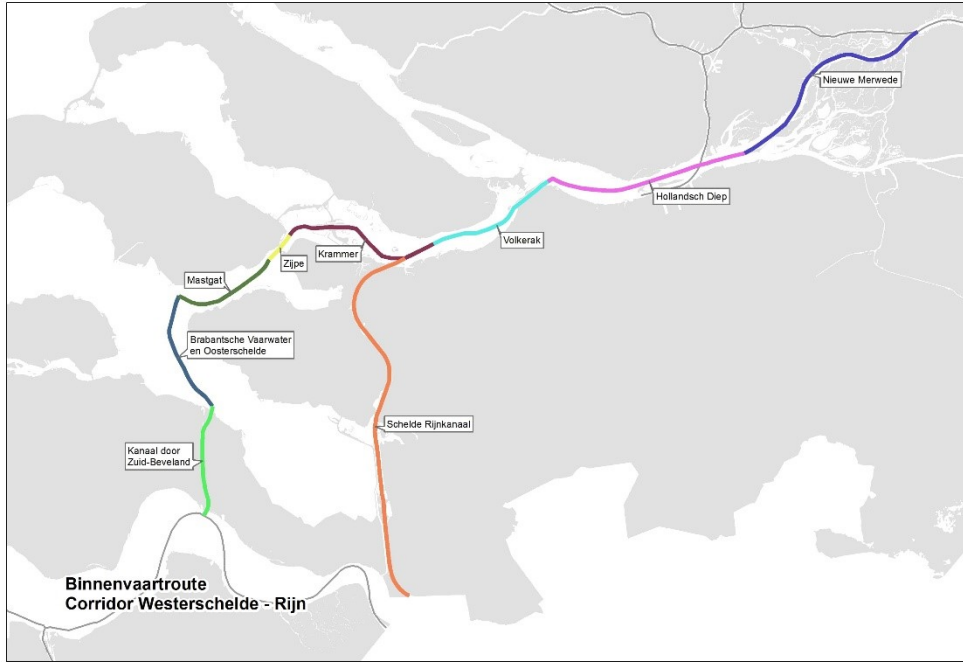 Nieuwe Merwede
Hollandsch Diep
Volkerak
Krammer
Zijpe
Mastgat
Brabantsche Vaarwater
en Oosterschelde
Schelde Rijnkanaal
Kanaal door
Zuid-Beveland
Binnenvaartroute
Corridor Westerschelde - Rijn